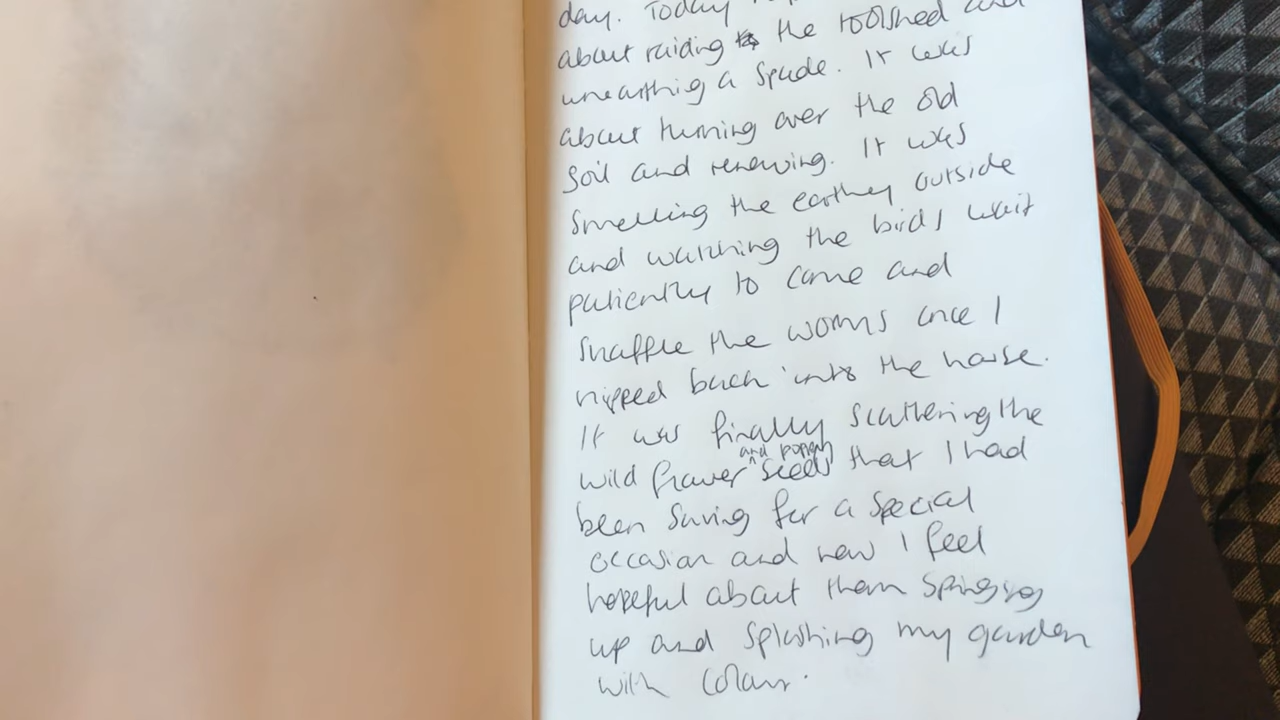 day. Today
about raiding the toolshed and
unearthing a spade. It was
about turning over the old
soil and renewing. It was
smelling the earthey outside
and watching the birds wait
patiently to come and
snaffle the worms once I
nipped back into the house.
It was finally scattering the
and poppy
wild flower seeds that I had
been saving for a special
occasion and now I feel
hopeful about them springing
up and splashing my garden
with colour.